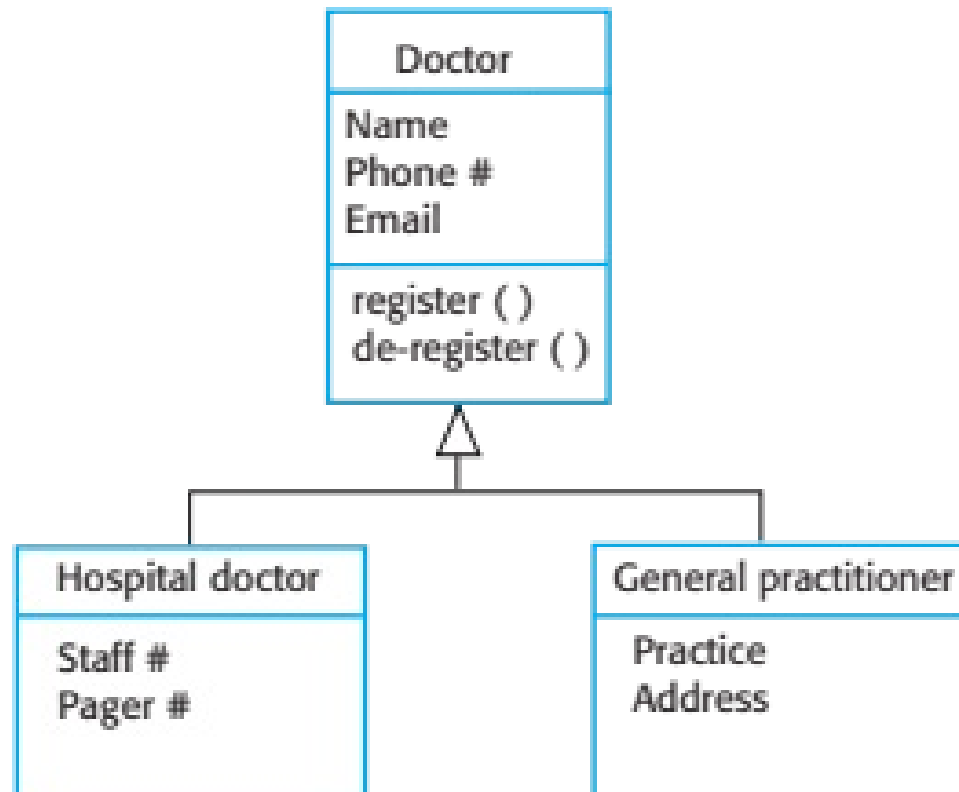 Doctor
Name
Phone #
Email
register ( )
de-register ( )
Hospital doctor
Staff #
Pager #
General practitioner
Practice
Address